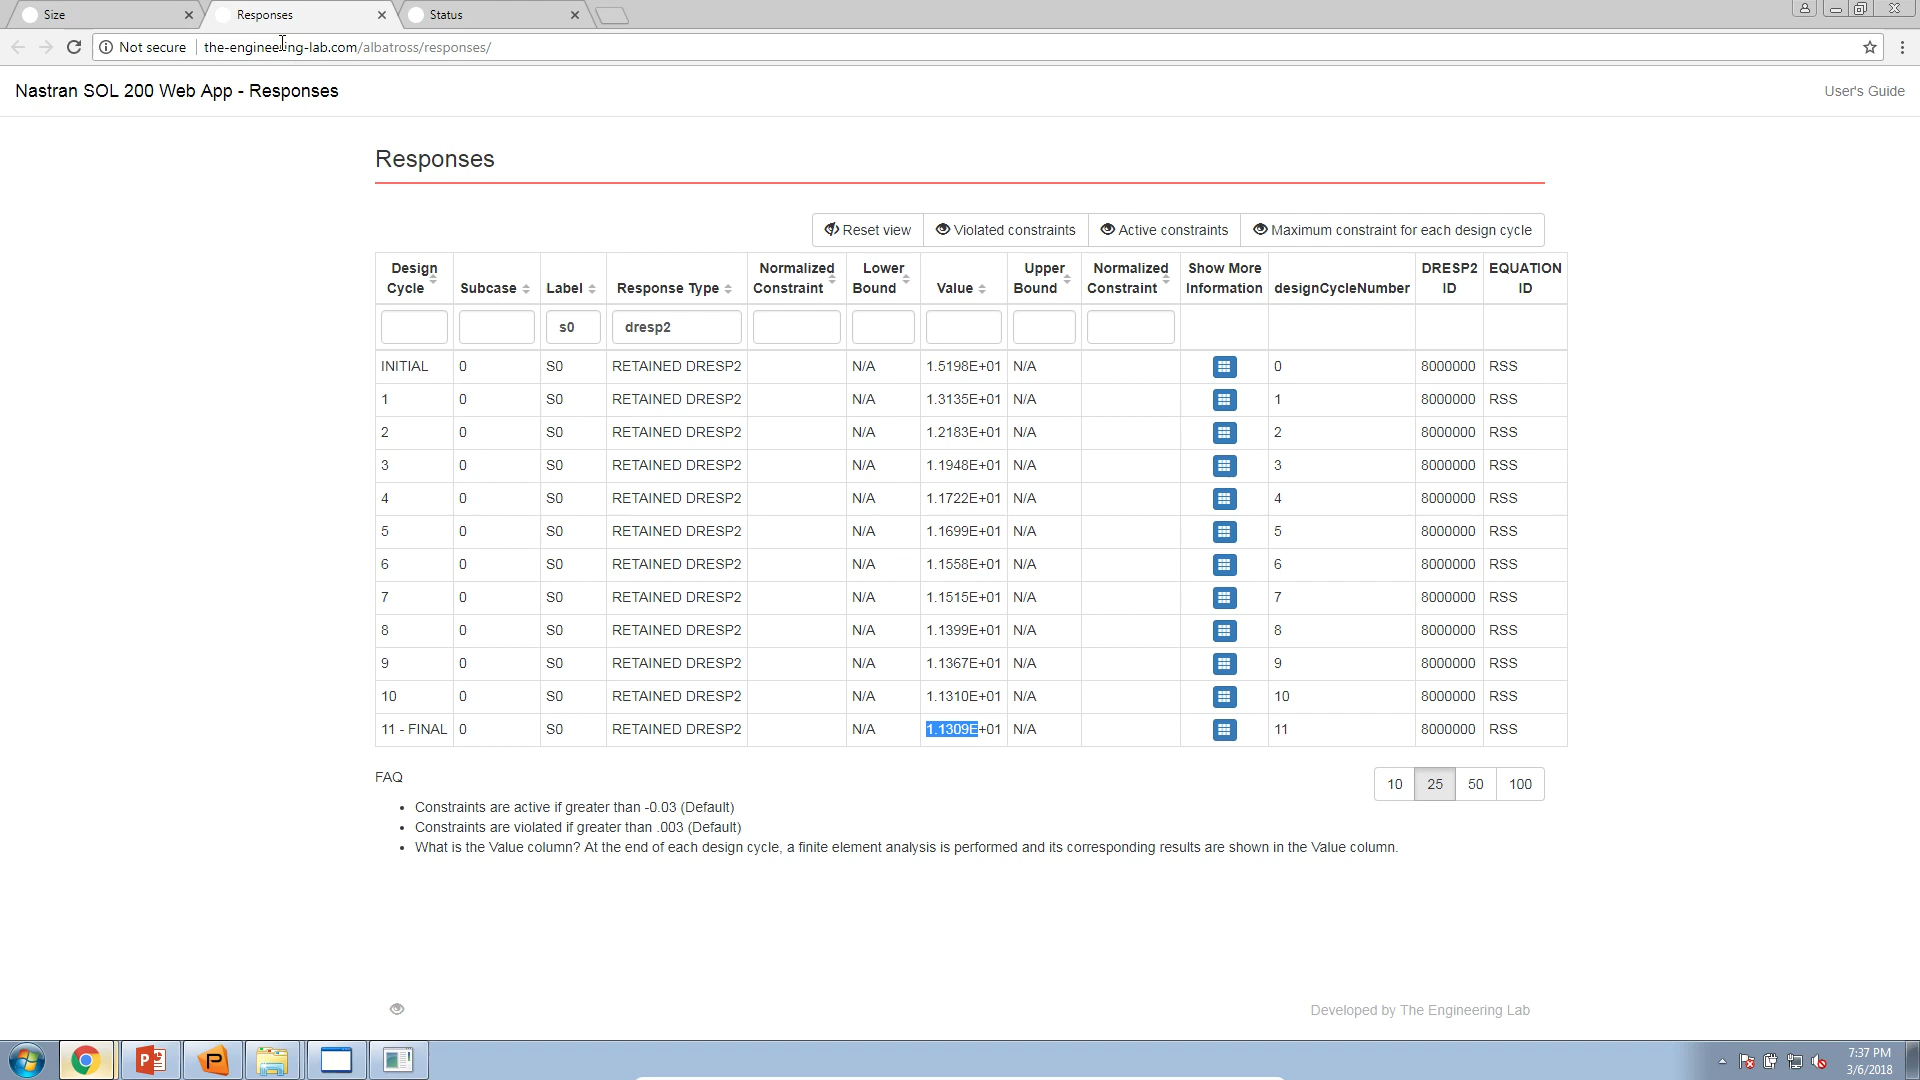 Size
Responses
Status
Not secure the-engineering-lab.com/albatross/responses/
Nastran SOL 200 Web App - Responses
User's Guide
Responses
Reset view Violated constraints Active constraints Maximum constraint for each design cycle
Design Cycle Subcase Label Response Type Normalized Constraint Lower Bound Value Upper Bound Normalized Constraint Show More Information designCycleNumber DRESP2 ID EQUATION ID
s0 dresp2
INITIAL 0 S0 RETAINED DRESP2 N/A 1.5198E+01 N/A 0 8000000 RSS
1 0 S0 RETAINED DRESP2 N/A 1.3135E+01 N/A 1 8000000 RSS
2 0 S0 RETAINED DRESP2 N/A 1.2183E+01 N/A 2 8000000 RSS
3 0 S0 RETAINED DRESP2 N/A 1.1948E+01 N/A 3 8000000 RSS
4 0 S0 RETAINED DRESP2 N/A 1.1722E+01 N/A 4 8000000 RSS
5 0 S0 RETAINED DRESP2 N/A 1.1699E+01 N/A 5 8000000 RSS
6 0 S0 RETAINED DRESP2 N/A 1.1558E+01 N/A 6 8000000 RSS
7 0 S0 RETAINED DRESP2 N/A 1.1515E+01 N/A 7 8000000 RSS
8 0 S0 RETAINED DRESP2 N/A 1.1399E+01 N/A 8 8000000 RSS
9 0 S0 RETAINED DRESP2 N/A 1.1367E+01 N/A 9 8000000 RSS
10 0 S0 RETAINED DRESP2 N/A 1.1310E+01 N/A 10 8000000 RSS
11 - FINAL 0 S0 RETAINED DRESP2 N/A 1.1309E+01 N/A 11 8000000 RSS
FAQ
10 25 50 100
• Constraints are active if greater than -0.03 (Default)
• Constraints are violated if greater than .003 (Default)
• What is the Value column? At the end of each design cycle, a finite element analysis is performed and its corresponding results are shown in the Value column.
Developed by The Engineering Lab
7:37 PM
3/6/2018